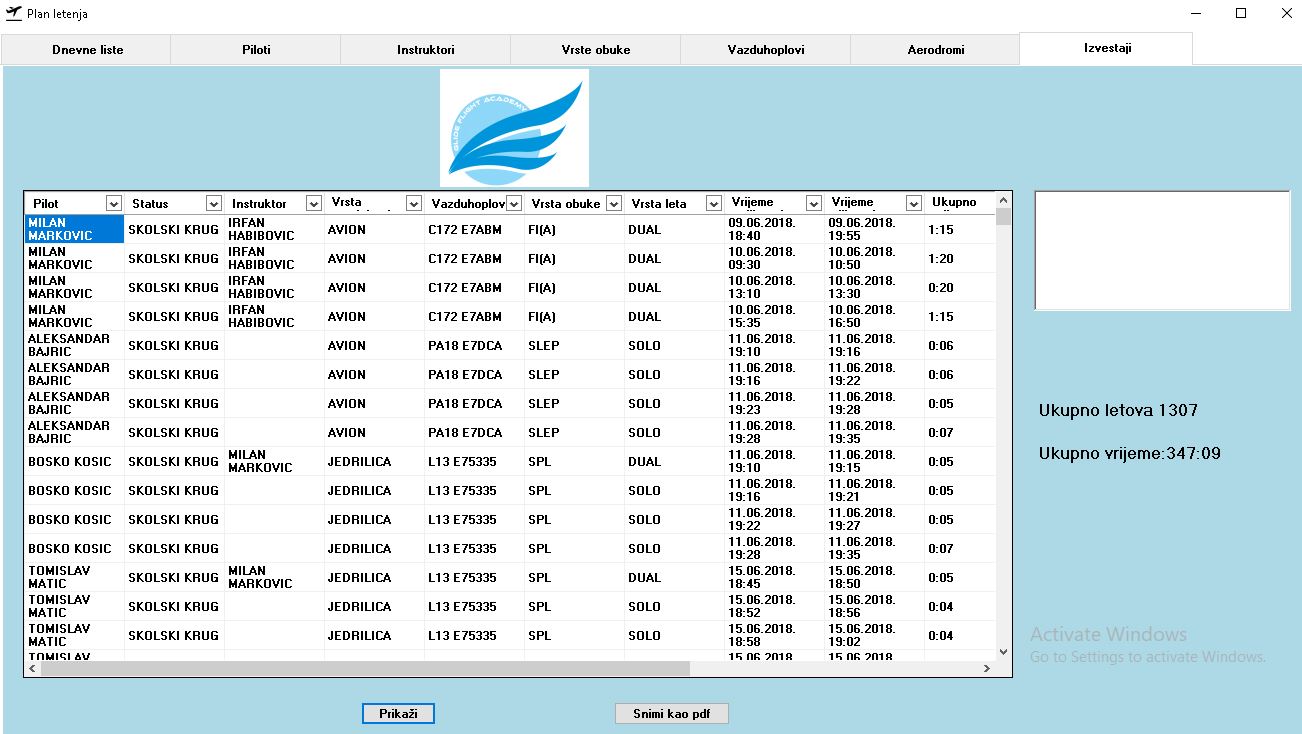 Plan letenja
Dnevne liste Piloti Instruktori Vrste obuke Vazduhoplovi Aerodromi Izvestaji
GLIDE FLIGHT ACADEMY
Pilot Status Instruktor Vrsta Vazduhoplov Vrsta obuke Vrsta leta Vrijeme Vrijeme Ukupno
MILAN MARKOVIC SKOLSKI KRUG IRFAN HABIBOVIC AVION C172 E7ABM FI(A) DUAL 09.06.2018. 18:40 09.06.2018. 19:55 1:15
MILAN MARKOVIC SKOLSKI KRUG IRFAN HABIBOVIC AVION C172 E7ABM FI(A) DUAL 10.06.2018. 09:30 10.06.2018. 10:50 1:20
MILAN MARKOVIC SKOLSKI KRUG IRFAN HABIBOVIC AVION C172 E7ABM FI(A) DUAL 10.06.2018. 13:10 10.06.2018. 13:30 0:20
MILAN MARKOVIC SKOLSKI KRUG IRFAN HABIBOVIC AVION C172 E7ABM FI(A) DUAL 10.06.2018. 15:35 10.06.2018. 16:50 1:15
ALEKSANDAR BAJRIC SKOLSKI KRUG AVION PA18 E7DCA SLEP SOLO 11.06.2018. 19:10 11.06.2018. 19:16 0:06
ALEKSANDAR BAJRIC SKOLSKI KRUG AVION PA18 E7DCA SLEP SOLO 11.06.2018. 19:16 11.06.2018. 19:22 0:06
ALEKSANDAR BAJRIC SKOLSKI KRUG AVION PA18 E7DCA SLEP SOLO 11.06.2018. 19:23 11.06.2018. 19:28 0:05
ALEKSANDAR BAJRIC SKOLSKI KRUG AVION PA18 E7DCA SLEP SOLO 11.06.2018. 19:28 11.06.2018. 19:35 0:07
BOSKO KOSIC SKOLSKI KRUG MILAN MARKOVIC JEDRILICA L13 E75335 SPL DUAL 11.06.2018. 19:10 11.06.2018. 19:15 0:05
BOSKO KOSIC SKOLSKI KRUG JEDRILICA L13 E75335 SPL SOLO 11.06.2018. 19:16 11.06.2018. 19:21 0:05
BOSKO KOSIC SKOLSKI KRUG JEDRILICA L13 E75335 SPL SOLO 11.06.2018. 19:22 11.06.2018. 19:27 0:05
BOSKO KOSIC SKOLSKI KRUG JEDRILICA L13 E75335 SPL SOLO 11.06.2018. 19:28 11.06.2018. 19:35 0:07
TOMISLAV MATIC SKOLSKI KRUG MILAN MARKOVIC JEDRILICA L13 E75335 SPL DUAL 15.06.2018. 18:45 15.06.2018. 18:50 0:05
TOMISLAV MATIC SKOLSKI KRUG JEDRILICA L13 E75335 SPL SOLO 15.06.2018. 18:52 15.06.2018. 18:56 0:04
TOMISLAV MATIC SKOLSKI KRUG JEDRILICA L13 E75335 SPL SOLO 15.06.2018. 18:58 15.06.2018. 19:02 0:04
TOMISLAV 15.06.2018. 15.06.2018.
Ukupno letova 1307
Ukupno vrijeme:347:09
Activate Windows
Go to Settings to activate Windows.
Prikaži Snimi kao pdf